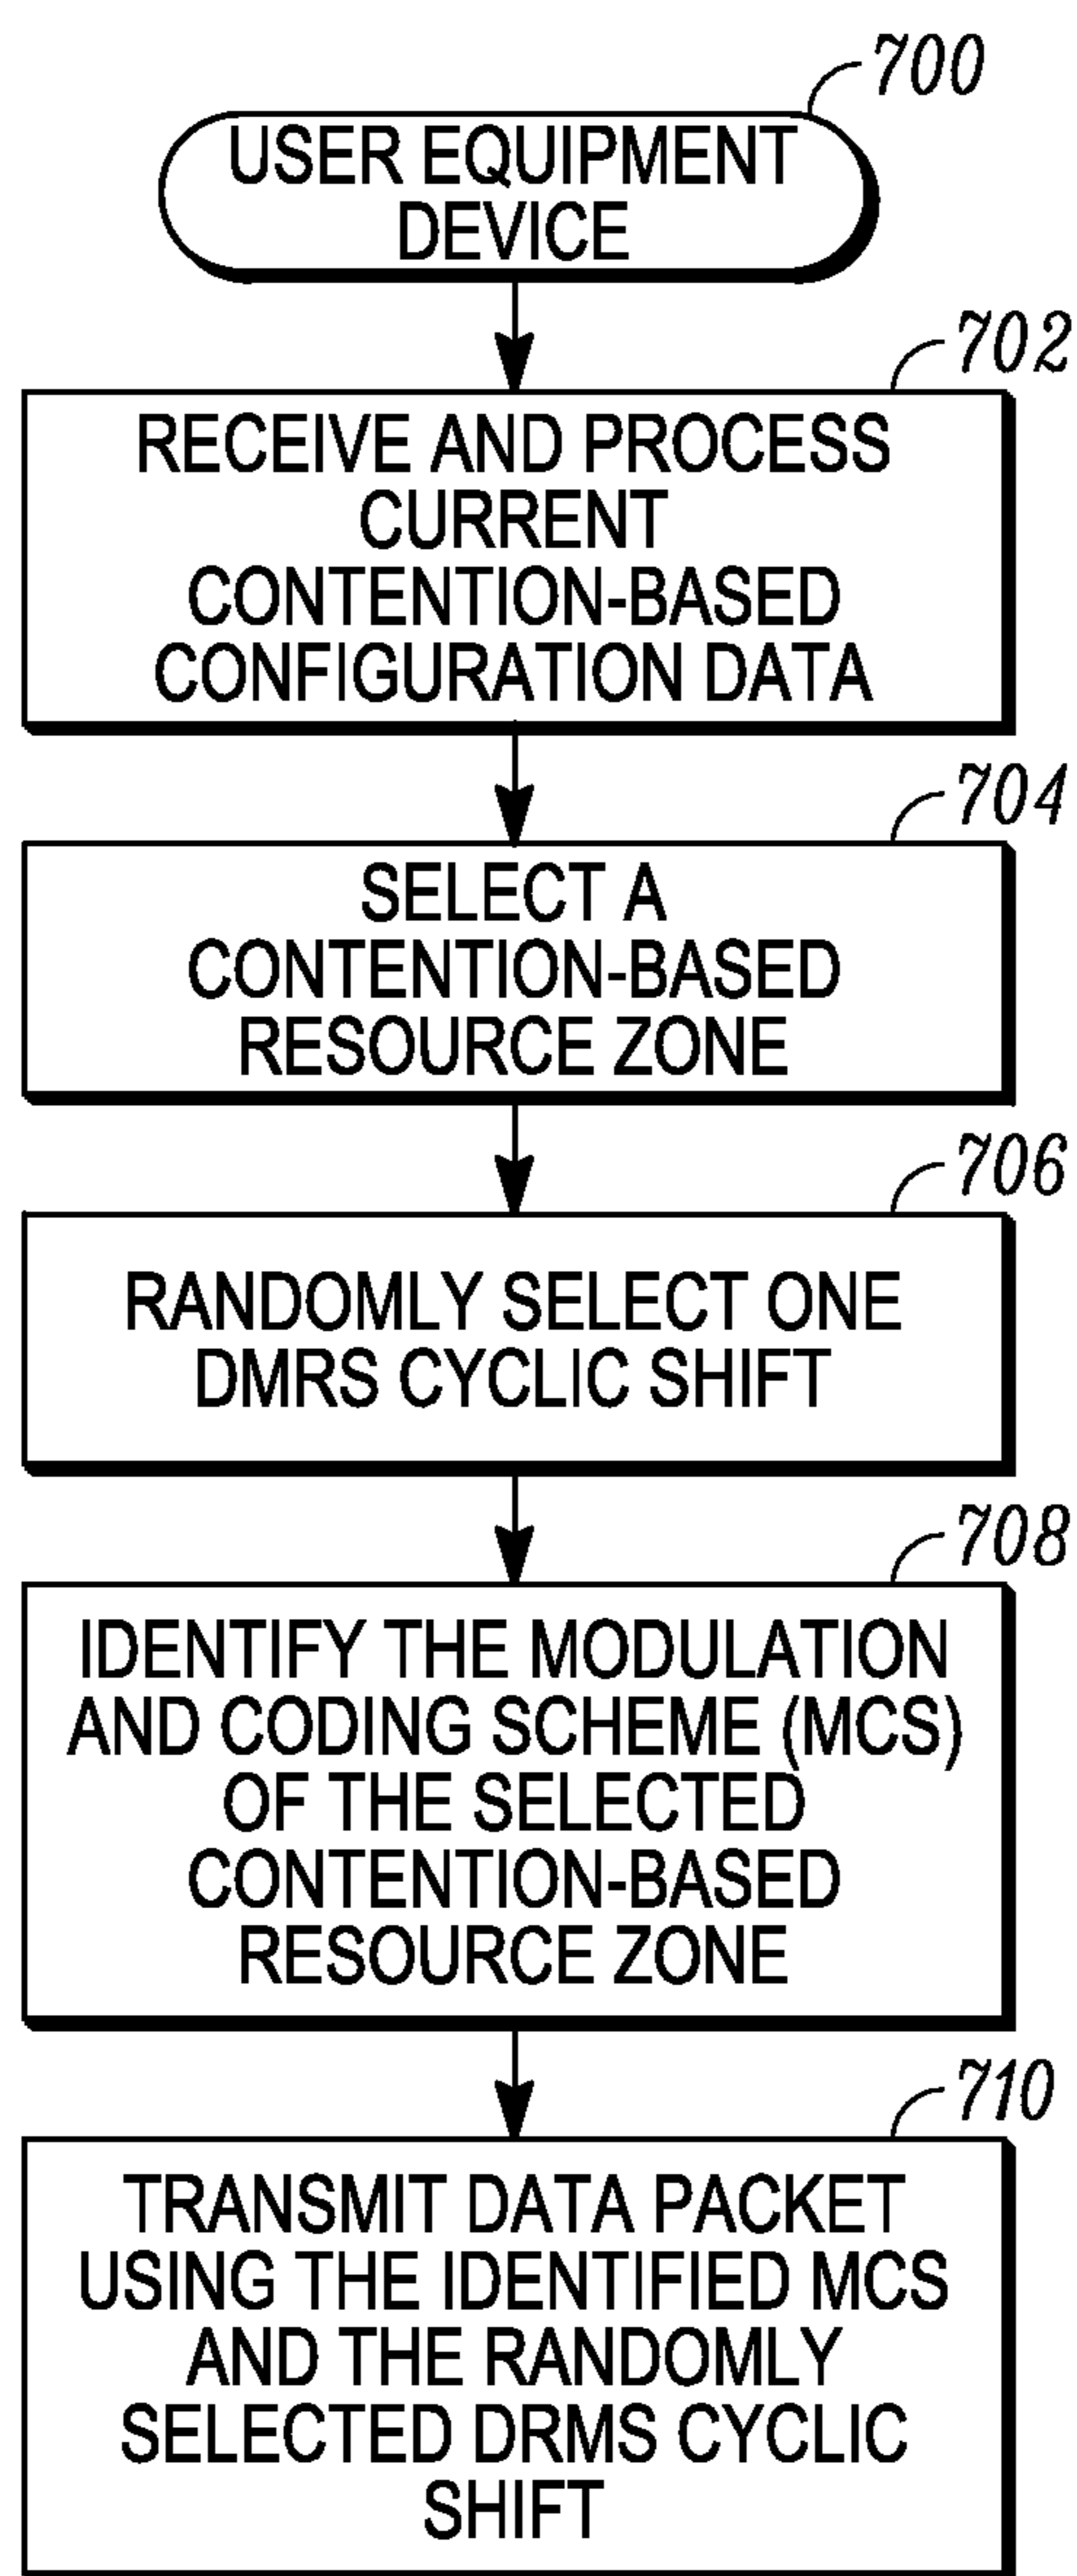 700
USER EQUIPMENT
DEVICE
702
RECEIVE AND PROCESS
CURRENT
CONTENTION-BASED
CONFIGURATION DATA
704
SELECT A
CONTENTION-BASED
RESOURCE ZONE
706
RANDOMLY SELECT ONE
DMRS CYCLIC SHIFT
708
IDENTIFY THE MODULATION
AND CODING SCHEME (MCS)
OF THE SELECTED
CONTENTION-BASED
RESOURCE ZONE
710
TRANSMIT DATA PACKET
USING THE IDENTIFIED MCS
AND THE RANDOMLY
SELECTED DRMS CYCLIC
SHIFT